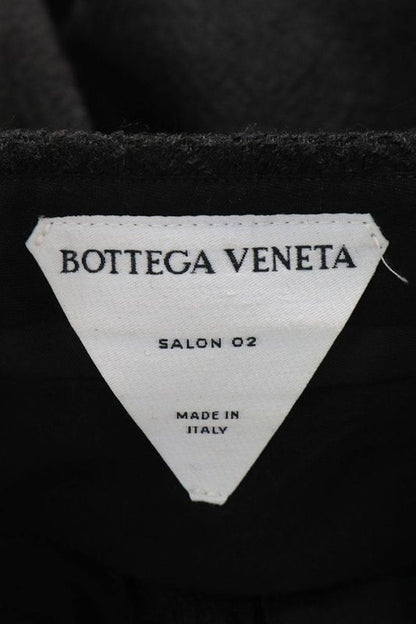 BOTTEGA VENETA
SALON 02
MADE IN
ITALY